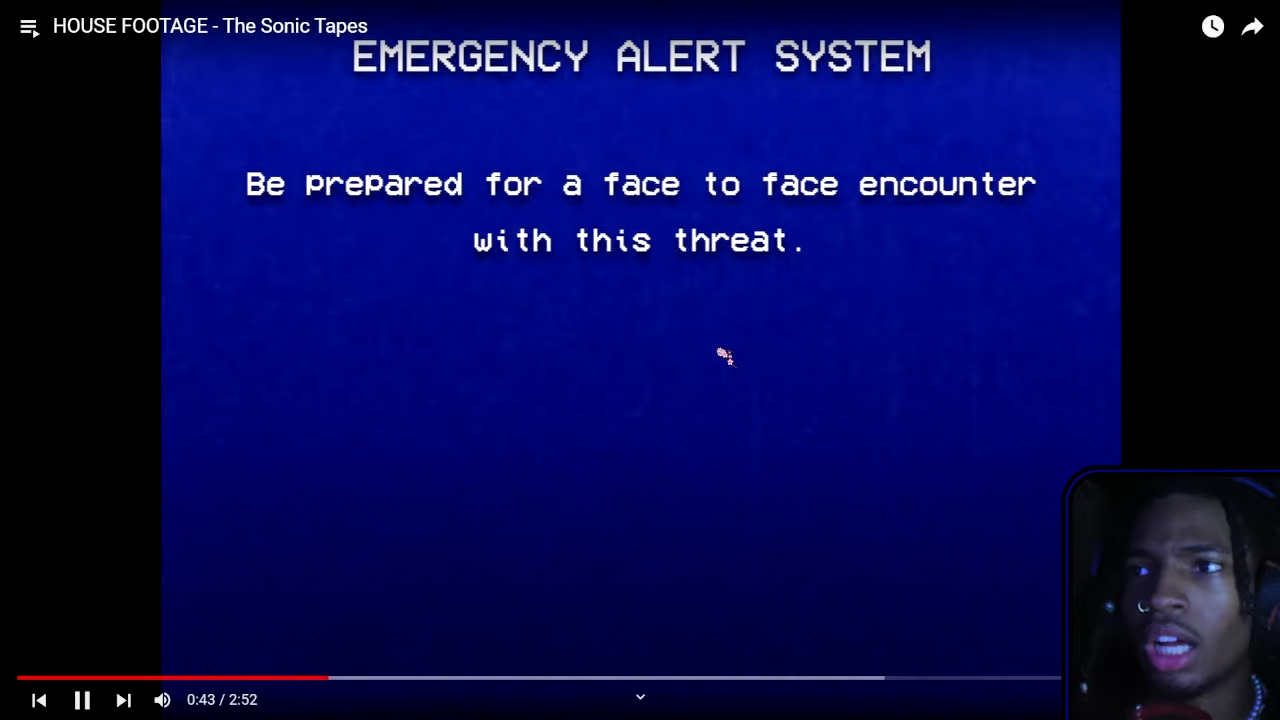 HOUSE FOOTAGE - The Sonic Tapes
EMERGENCY ALERT SYSTEM
Be prepared for a face to face encounter
with this threat.
0:43 / 2:52